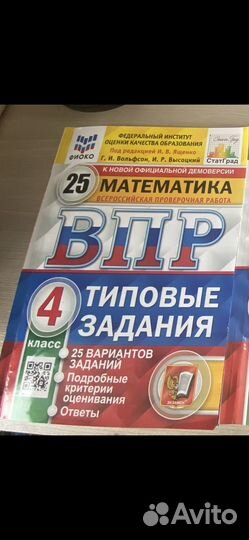 ФЕДЕРАЛЬНЫЙ ИНСТИТУТ
ОЦЕНКИ КАЧЕСТВА ОБРАЗОВАНИЯ
Под редакцией И. В. Ященко
Г. И. Вольфсон, И. Р. Высоцкий
ФИОКО
СтатГрад
К НОВОЙ ОФИЦИАЛЬНОЙ ДЕМОВЕРСИИ
25 МАТЕМАТИКА
ВСЕРОССИЙСКАЯ ПРОВЕРОЧНАЯ РАБОТА
ВПР
4
класс
ТИПОВЫЕ
ЗАДАНИЯ
• 25 ВАРИАНТОВ
ЗАДАНИЙ
• Подробные
критерии
оценивания
• Ответы
ЭКЗАМЕН
Avito